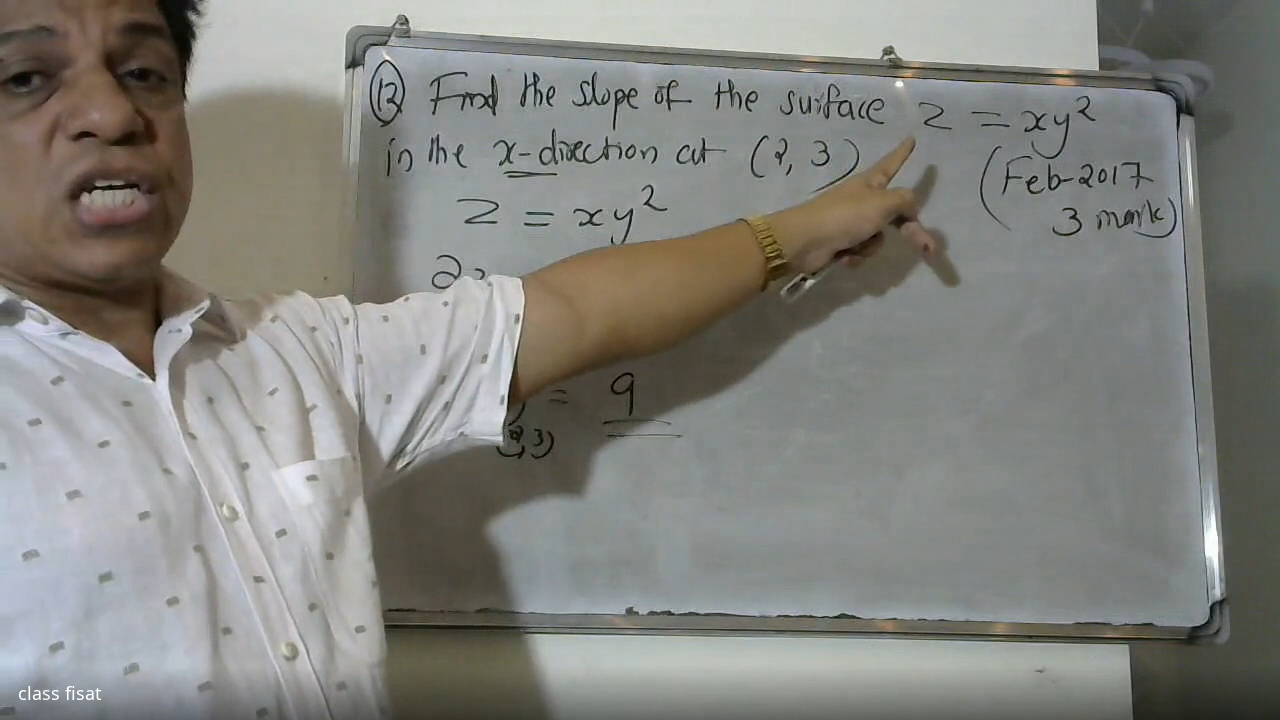 (12) Find the slope of the surface z = xy²
in the x-direction at (2, 3)
(Feb-2017
3 mark)
z = xy²
= 9
(2,3)
class fisat